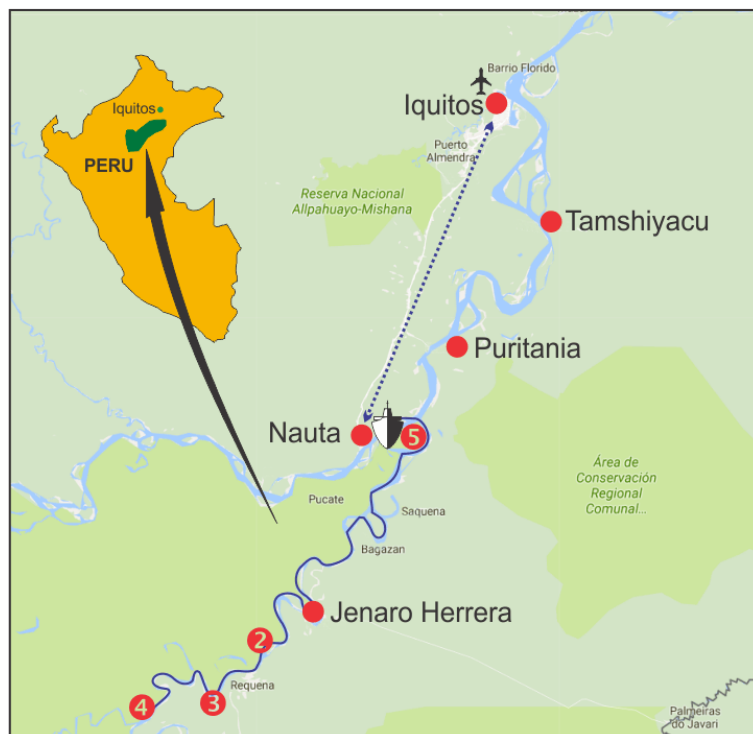 Iquitos
PERU
Barrio Florido
Iquitos
Puerto
Almendra
Reserva Nacional
Allpahuayo-Mishana
Tamshiyacu
Puritania
Nauta
5
Área de
Conservación
Regional
Comunal...
Pucate
Saquena
Bagazan
Jenaro Herrera
2
Requena
3
4
Palmeiras
do Javari